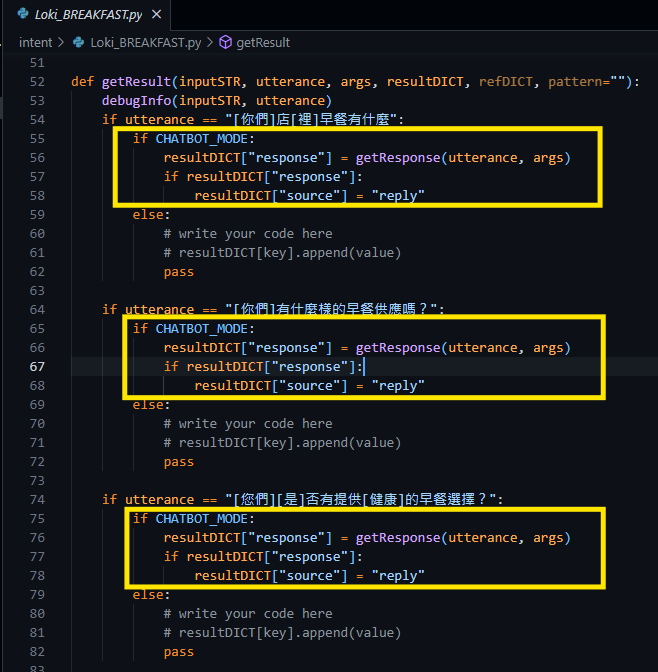 Loki_BREAKFAST.py ×
intent > Loki_BREAKFAST.py > getResult
51
52 def getResult(inputSTR, utterance, args, resultDICT, refDICT, pattern=""):
53 debugInfo(inputSTR, utterance)
54 if utterance == "[你們]店[裡]早餐有什麼":
55 if CHATBOT_MODE:
56 resultDICT["response"] = getResponse(utterance, args)
57 if resultDICT["response"]:
58 resultDICT["source"] = "reply"
59 else:
60 # write your code here
61 # resultDICT[key].append(value)
62 pass
63
64 if utterance == "[你們]有什麼樣的早餐供應嗎？":
65 if CHATBOT_MODE:
66 resultDICT["response"] = getResponse(utterance, args)
67 if resultDICT["response"]:
68 resultDICT["source"] = "reply"
69 else:
70 # write your code here
71 # resultDICT[key].append(value)
72 pass
73
74 if utterance == "[您們][是]否有提供[健康]的早餐選擇？":
75 if CHATBOT_MODE:
76 resultDICT["response"] = getResponse(utterance, args)
77 if resultDICT["response"]:
78 resultDICT["source"] = "reply"
79 else:
80 # write your code here
81 # resultDICT[key].append(value)
82 pass
83